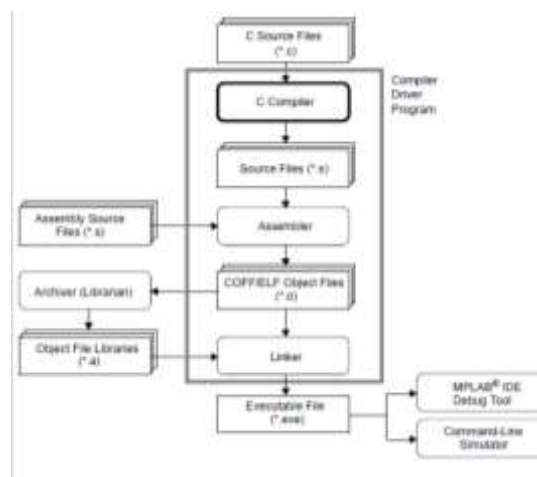 C Source Files
(*.c)
Compiler
Driver
Program
C Compiler
Source Files (*.s)
Assembly Source
Files (*.s)
Assembler
COFF/ELF Object Files
(*.o)
Archiver (Librarian)
Object File Libraries
(*.a)
Linker
Executable File
(*.exe)
MPLAB® IDE
Debug Tool
Command-Line
Simulator